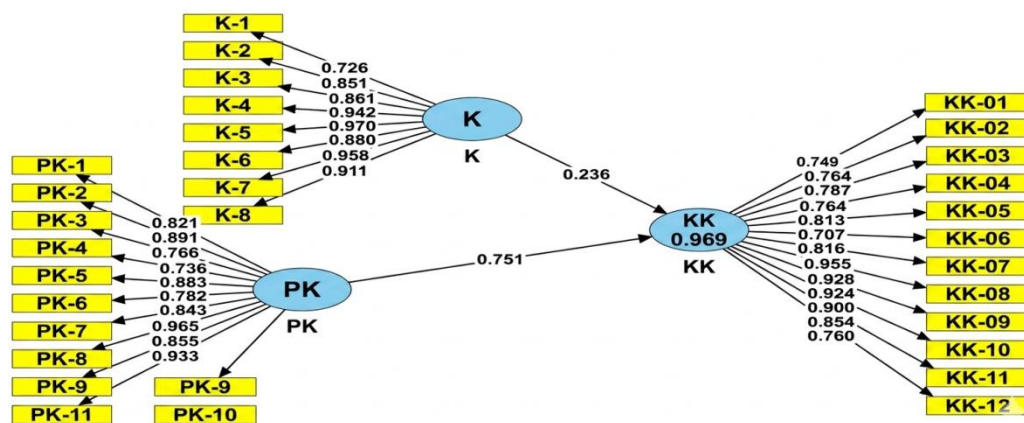 K-1
K-2
K-3
K-4
K-5
K-6
K-7
K-8
0.726
0.851
0.861
0.942
0.970
0.880
0.958
0.911
K
K
0.236
PK-1
PK-2
PK-3
PK-4
PK-5
PK-6
PK-7
PK-8
PK-9
PK-11
0.821
0.891
0.766
0.736
0.883
0.782
0.843
0.965
0.855
0.933
PK
PK
PK-9
PK-10
0.751
KK
0.969
KK
0.749
0.764
0.787
0.764
0.813
0.707
0.816
0.955
0.928
0.924
0.900
0.854
0.760
KK-01
KK-02
KK-03
KK-04
KK-05
KK-06
KK-07
KK-08
KK-09
KK-10
KK-11
KK-12